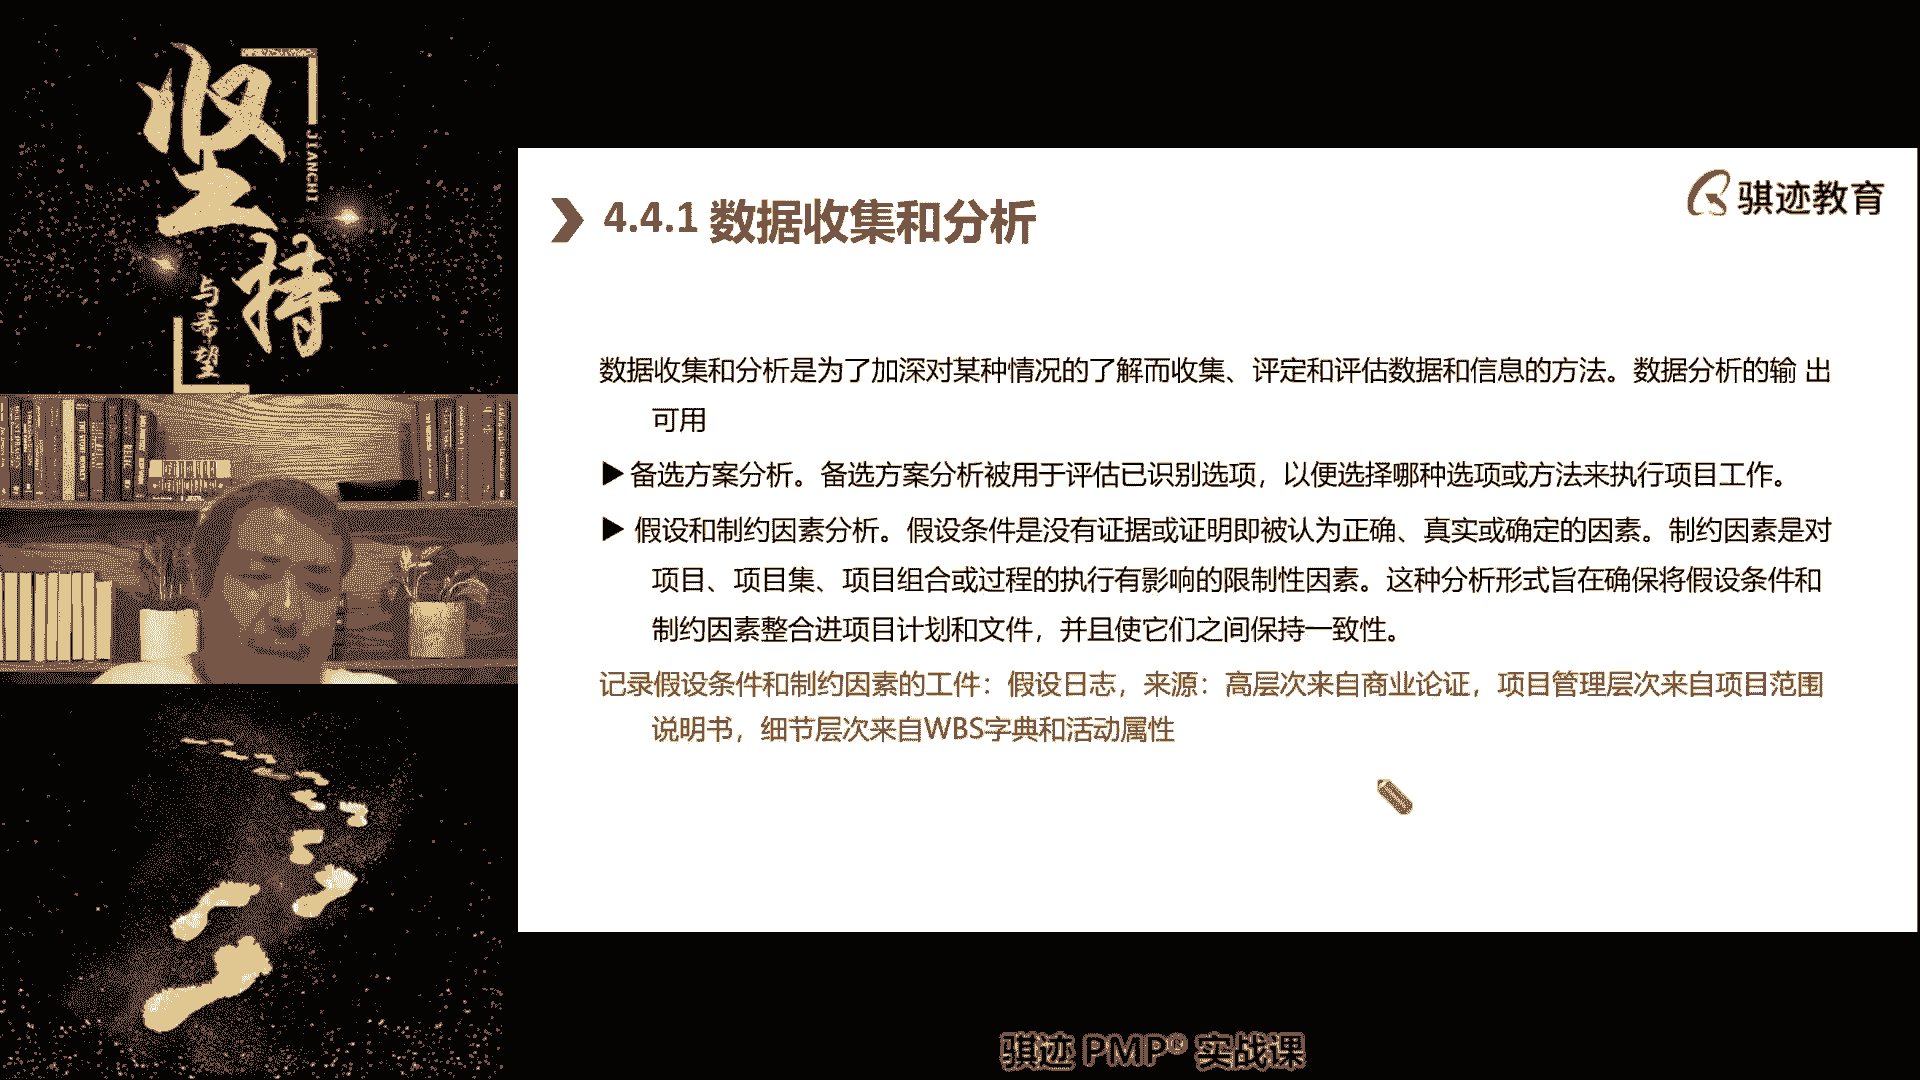 坚持
JIANCHI
与希望
4.4.1 数据收集和分析
骐迹教育
数据收集和分析是为了加深对某种情况的了解而收集、评定和评估数据和信息的方法。数据分析的输 出
可用
▶ 备选方案分析。备选方案分析被用于评估已识别选项，以便选择哪种选项或方法来执行项目工作。
▶ 假设和制约因素分析。假设条件是没有证据或证明即被认为正确、真实或确定的因素。制约因素是对
项目、项目集、项目组合或过程的执行有影响的限制性因素。这种分析形式旨在确保将假设条件和
制约因素整合进项目计划和文件，并且使它们之间保持一致性。
记录假设条件和制约因素的工件：假设日志，来源：高层次来自商业论证，项目管理层次来自项目范围
说明书，细节层次来自WBS字典和活动属性
骐迹 PMP® 实战课